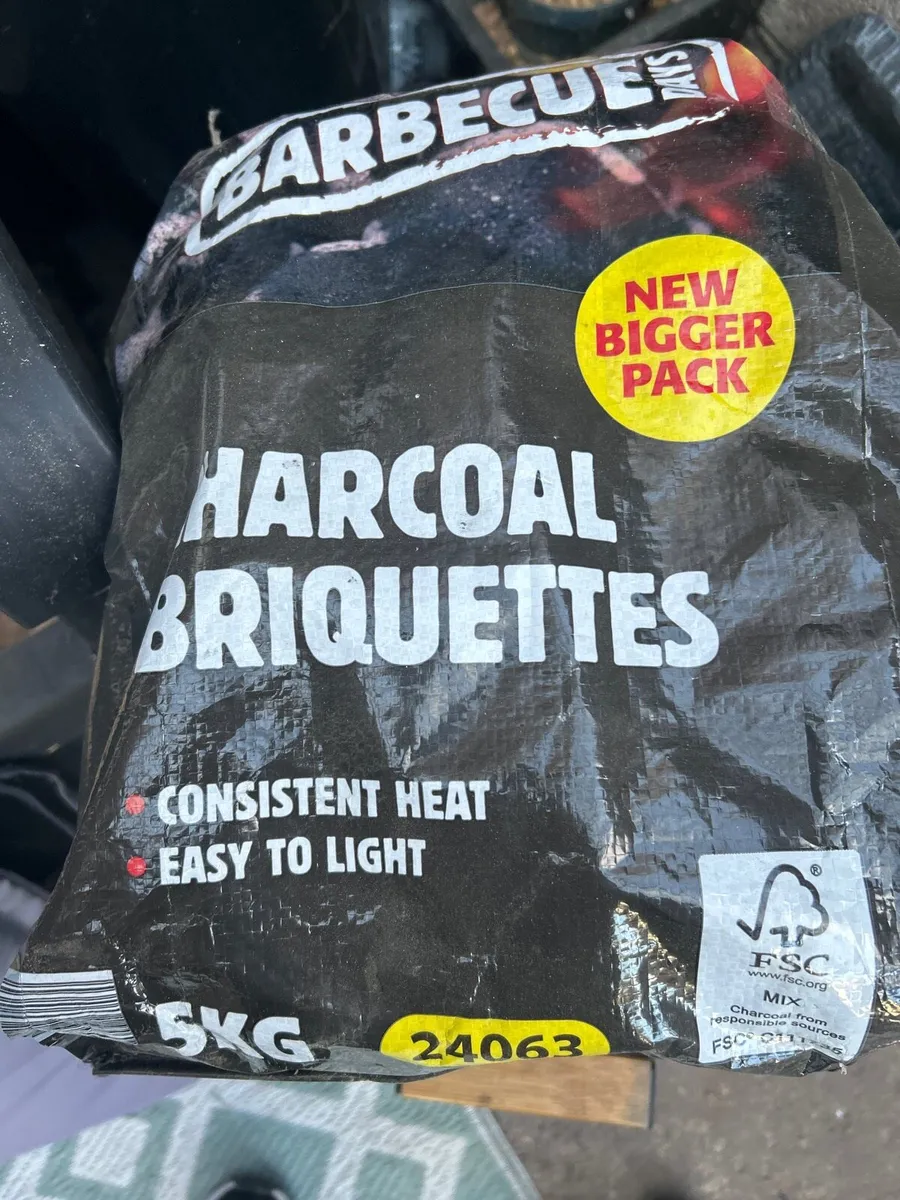 BARBECUE
DAYS
NEW
BIGGER
PACK
HARCOAL
BRIQUETTES
CONSISTENT HEAT
EASY TO LIGHT
5KG
24063
®
FSC
www.fsc.org
MIX
Charcoal from
responsible sources
FSC®